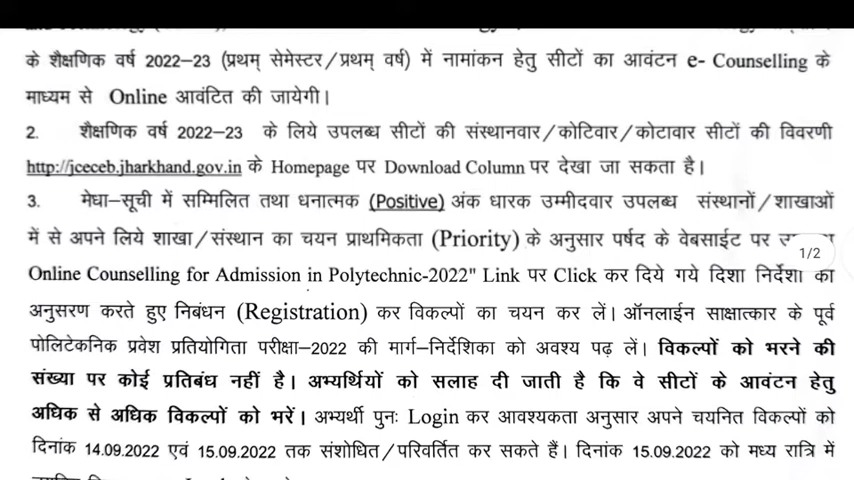 के शैक्षणिक वर्ष 2022–23 (प्रथम् सेमेस्टर/प्रथम् वर्ष) में नामांकन हेतु सीटों का आवंटन e- Counselling के
माध्यम से Online आवंटित की जायेगी।
2. शैक्षणिक वर्ष 2022–23 के लिये उपलब्ध सीटों की संस्थानवार/कोटिवार/कोटावार सीटों की विवरणी
http://jceceb.jharkhand.gov.in के Homepage पर Download Column पर देखा जा सकता है।
3. मेधा–सूची में सम्मिलित तथा धनात्मक (Positive) अंक धारक उम्मीदवार उपलब्ध संस्थानों/शाखाओं
में से अपने लिये शाखा/संस्थान का चयन प्राथमिकता (Priority) के अनुसार पर्षद के वेबसाईट पर
1/2
Online Counselling for Admission in Polytechnic-2022" Link पर Click कर दिये गये दिशा निर्देशा का
अनुसरण करते हुए निबंधन (Registration) कर विकल्पों का चयन कर लें। ऑनलाईन साक्षात्कार के पूर्व
पोलिटेकनिक प्रवेश प्रतियोगिता परीक्षा–2022 की मार्ग–निर्देशिका को अवश्य पढ़ लें। विकल्पों को भरने की
संख्या पर कोई प्रतिबंध नहीं है। अभ्यर्थियों को सलाह दी जाती है कि वे सीटों के आवंटन हेतु
अधिक से अधिक विकल्पों को भरें। अभ्यर्थी पुनः Login कर आवश्यकता अनुसार अपने चयनित विकल्पों को
दिनांक 14.09.2022 एवं 15.09.2022 तक संशोधित/परिवर्तित कर सकते हैं। दिनांक 15.09.2022 को मध्य रात्रि में